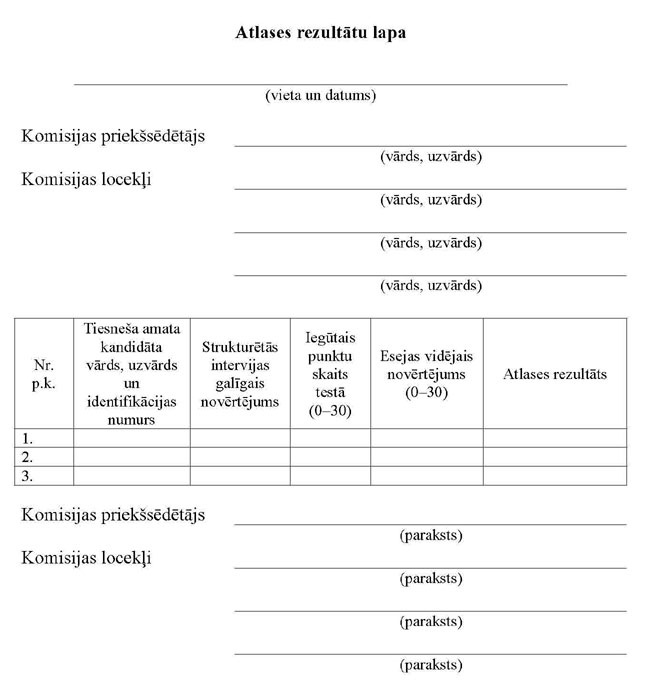 Atlases rezultātu lapa
(vieta un datums)
Komisijas priekšsēdētājs
(vārds, uzvārds)
Komisijas locekļi
(vārds, uzvārds)
(vārds, uzvārds)
(vārds, uzvārds)
Nr.
p.k.
Tiesneša amata
kandidāta
vārds, uzvārds
un
identifikācijas
numurs
Strukturētās
intervijas
galīgais
novērtējums
Iegūtais
punktu
skaits
testā
(0–30)
Esejas vidējais
novērtējums
(0–30)
Atlases rezultāts
1.
2.
3.
Komisijas priekšsēdētājs
(paraksts)
Komisijas locekļi
(paraksts)
(paraksts)
(paraksts)